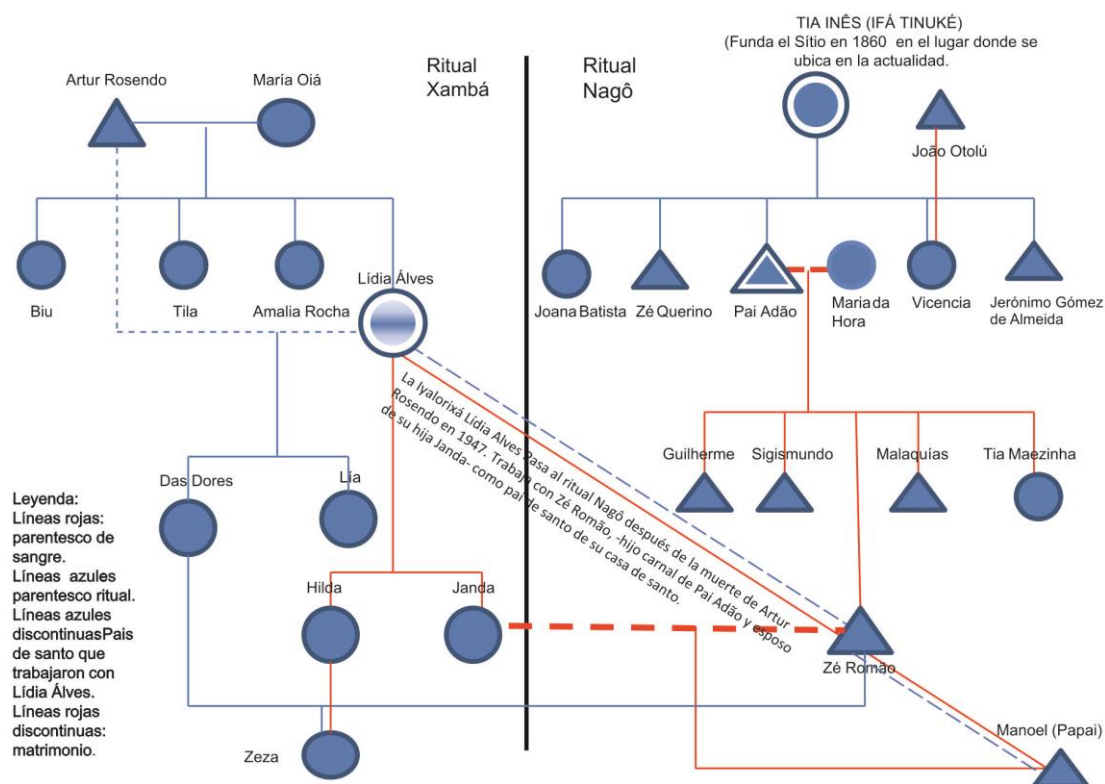 TIA INÊS (IFÁ TINUKÉ)
(Funda el Sítio en 1860 en el lugar donde se
ubica en la actualidad.
Ritual
Xambá
Ritual
Nagô
Artur Rosendo
María Oiá
João Otolú
Biu
Tila
Amalia Rocha
Lídia Álves
Joana Batista
Zé Querino
Pai Adão
Maria da
Hora
Vicencia
Jerónimo Gómez
de Almeida
La Iyalorixá Lídia Alves Pasa al ritual Nagô después de la muerte de Artur
Rosendo en 1947. Trabaja con Zé Romão, -hijo carnal de Pai Adão y esposo
de su hija Janda- como pai de santo de su casa de santo.
Guilherme
Sigismundo
Malaquías
Tia Maezinha
Das Dores
Lía
Hilda
Janda
Zé Romão
Zeza
Manoel (Papai)
Leyenda:
Líneas rojas:
parentesco de
sangre.
Líneas azules
parentesco ritual.
Líneas azules
discontinuasPais
de santo que
trabajaron con
Lídia Álves.
Líneas rojas
discontinuas:
matrimonio.